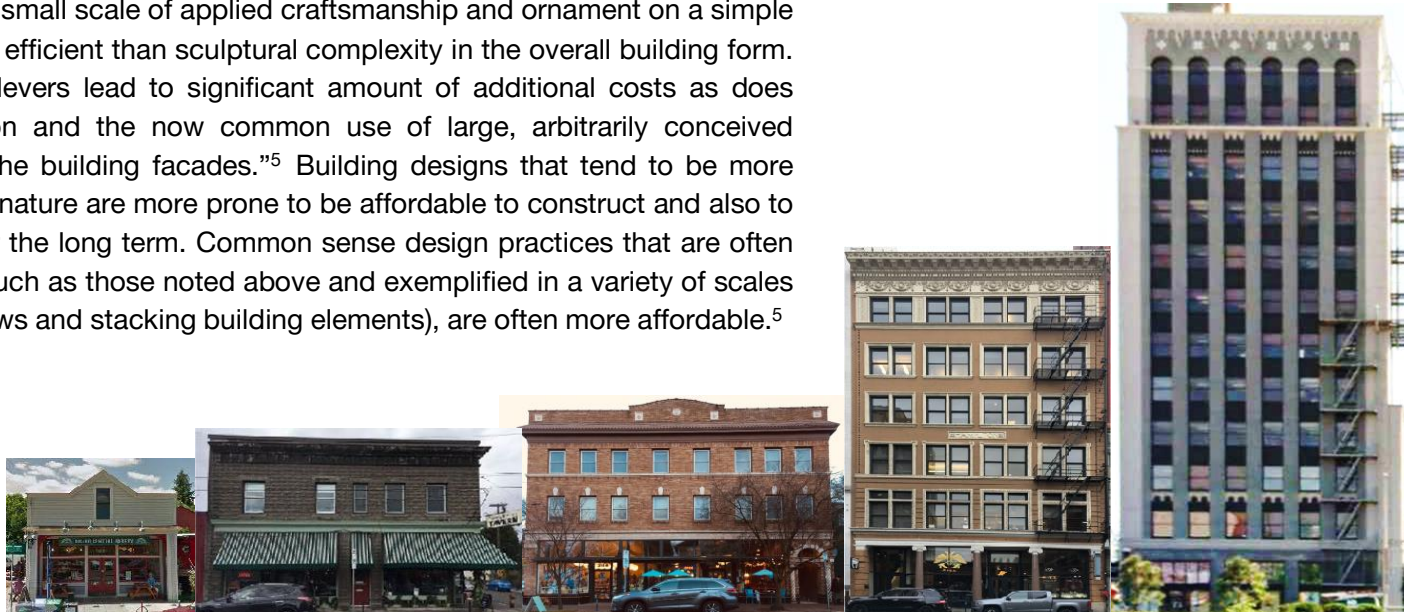 small scale of applied craftsmanship and ornament on a simple
efficient than sculptural complexity in the overall building form.
levers lead to significant amount of additional costs as does
on and the now common use of large, arbitrarily conceived
he building facades.”⁵ Building designs that tend to be more
nature are more prone to be affordable to construct and also to
the long term. Common sense design practices that are often
uch as those noted above and exemplified in a variety of scales
ws and stacking building elements), are often more affordable.⁵
TAVERN